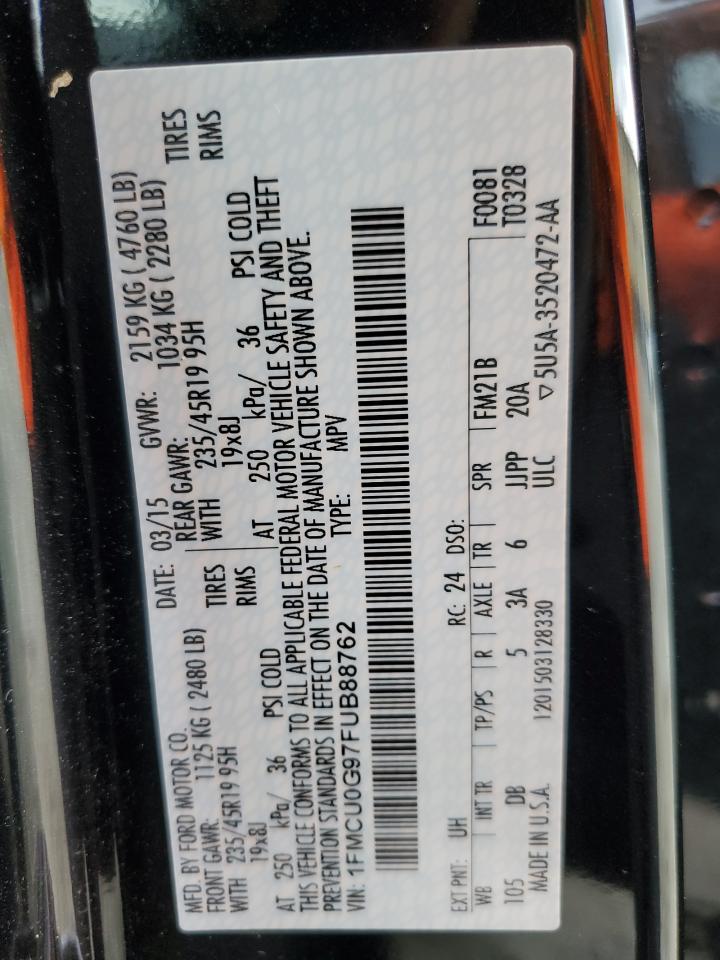 MFD. BY FORD MOTOR CO.
DATE: 03/15 GVWR: 2159 KG ( 4760 LB)
FRONT GAWR: 1125 KG ( 2480 LB) REAR GAWR: 1034 KG ( 2280 LB)
WITH 235/45R19 95H TIRES WITH 235/45R19 95H TIRES
19x8J RIMS 19x8J RIMS
AT 250 kPa/ 36 PSI COLD AT 250 kPa/ 36 PSI COLD
THIS VEHICLE CONFORMS TO ALL APPLICABLE FEDERAL MOTOR VEHICLE SAFETY AND THEFT
PREVENTION STANDARDS IN EFFECT ON THE DATE OF MANUFACTURE SHOWN ABOVE.
VIN: 1FMCU0G97FUB88762 TYPE: MPV
EXT PNT: UH RC: 24 DSO: F0081
WB INT TR TP/PS R AXLE TR SPR FM21B T0328
105 DB 5 3A 6 JJPP 20A
MADE IN U.S.A. 1201503128330 ULC ▽5U5A-3520472-AA